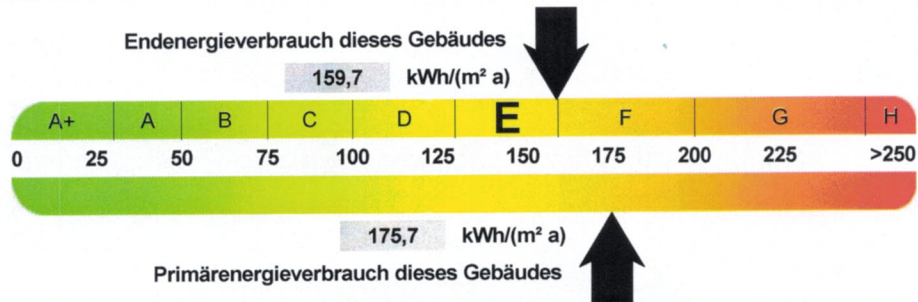 Endenergieverbrauch dieses Gebäudes
159,7 kWh/(m² a)
A+ A B C D E F G H
0 25 50 75 100 125 150 175 200 225 >250
175,7 kWh/(m² a)
Primärenergieverbrauch dieses Gebäudes